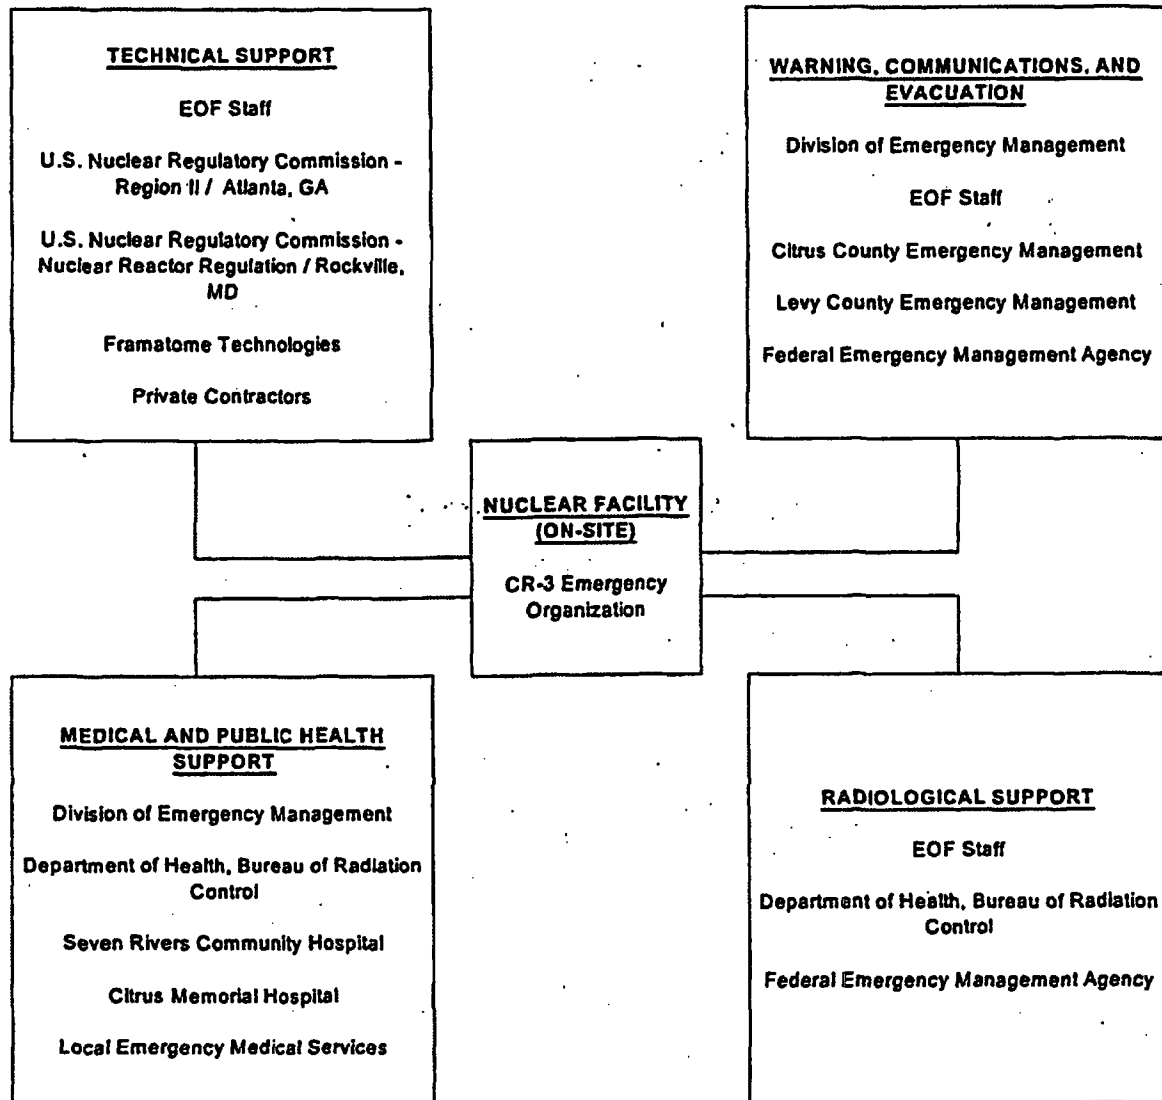 TECHNICAL SUPPORT
EOF Staff
U.S. Nuclear Regulatory Commission -
Region II / Atlanta, GA
U.S. Nuclear Regulatory Commission -
Nuclear Reactor Regulation / Rockville,
MD
Framatome Technologies
Private Contractors
WARNING, COMMUNICATIONS, AND
EVACUATION
Division of Emergency Management
EOF Staff
Citrus County Emergency Management
Levy County Emergency Management
Federal Emergency Management Agency
NUCLEAR FACILITY
(ON-SITE)
CR-3 Emergency
Organization
MEDICAL AND PUBLIC HEALTH
SUPPORT
Division of Emergency Management
Department of Health, Bureau of Radiation
Control
Seven Rivers Community Hospital
Citrus Memorial Hospital
Local Emergency Medical Services
RADIOLOGICAL SUPPORT
EOF Staff
Department of Health, Bureau of Radiation
Control
Federal Emergency Management Agency